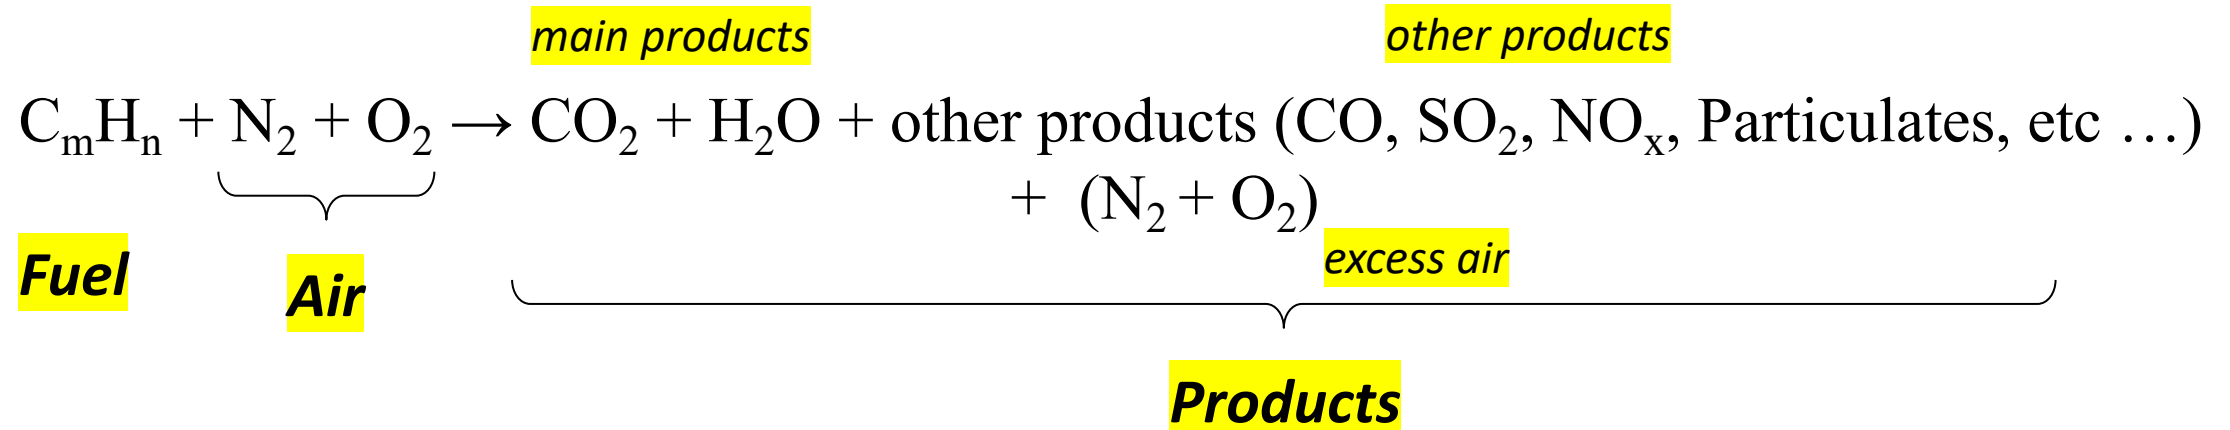 main products
other products
CₘHₙ + N₂ + O₂ → CO₂ + H₂O + other products (CO, SO₂, NOₓ, Particulates, etc …)
+ (N₂ + O₂)
excess air
Fuel
Air
Products